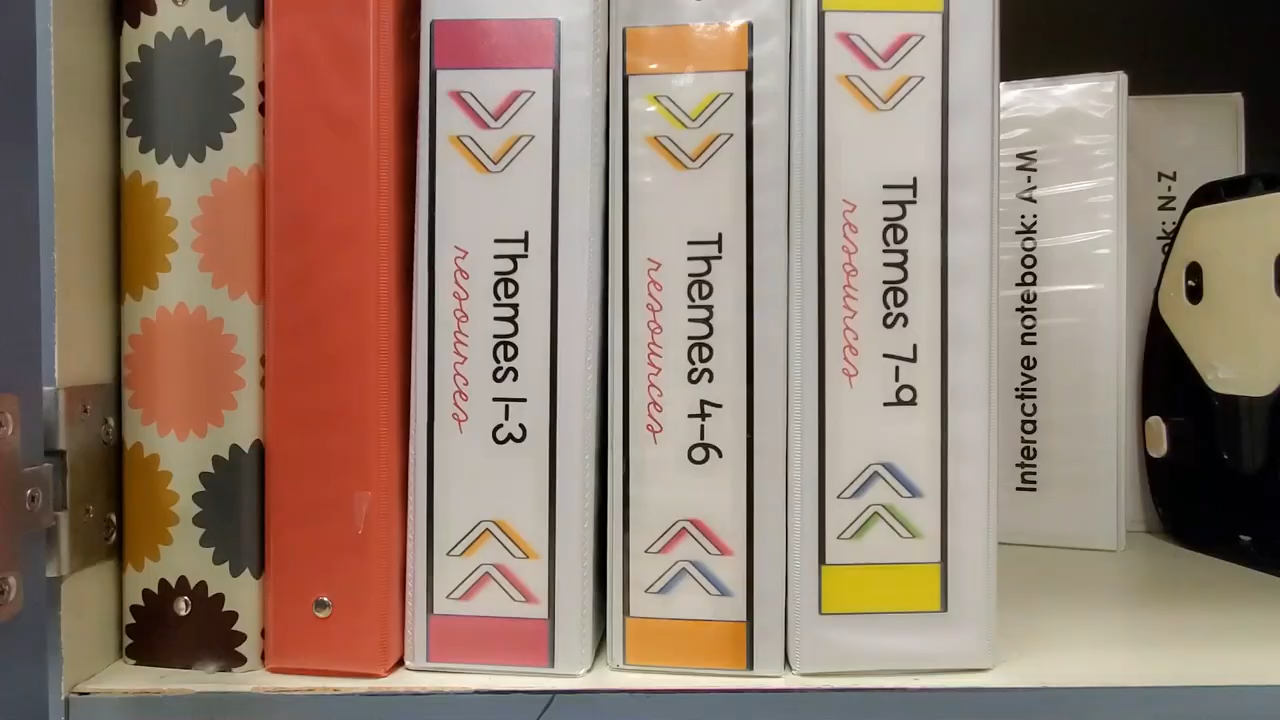 Themes 1-3
resources
Themes 4-6
resources
Themes 7-9
resources
Interactive notebook: A-M
N-Z